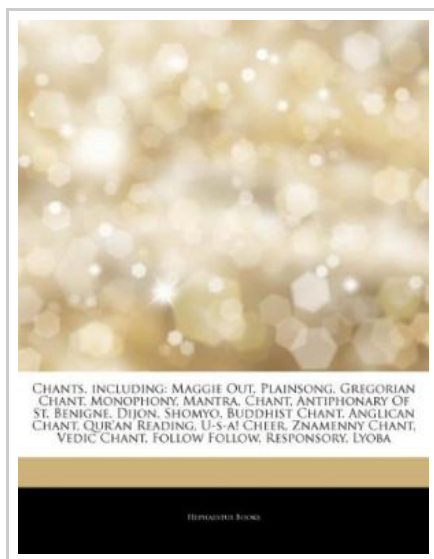 Chants, including: Maggie Out, Plainsong, Gregorian
Chant, Monophony, Mantra, Chant, Antiphonary Of
St. Benigne, Dijon, Shomyo, Buddhist Chant, Anglican
Chant, Qur'an Reading, U-s-a! Cheer, Znamenny Chant,
Vedic Chant, Follow Follow, Responsory, Lyoba
Hephaestus Books